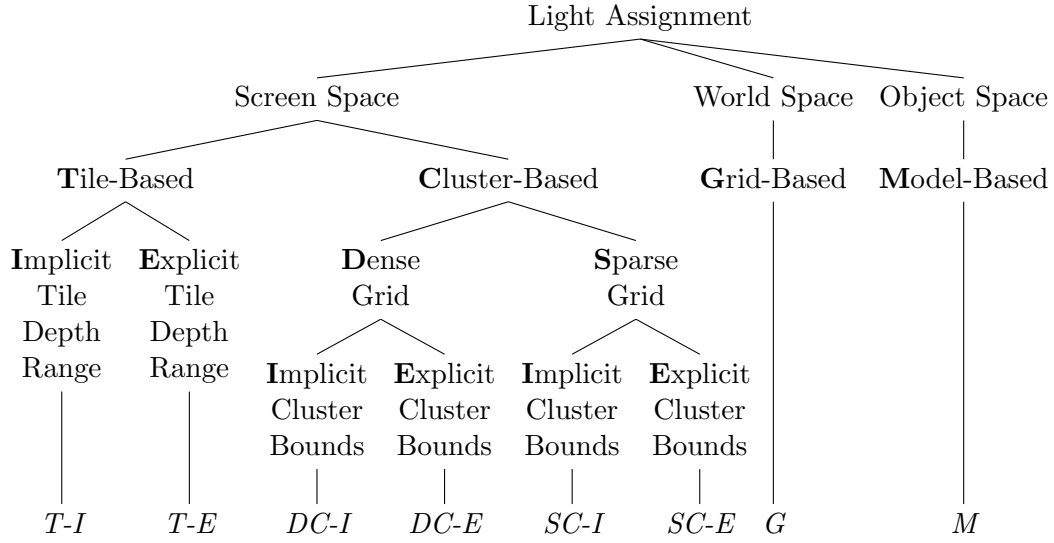 Light Assignment
Screen Space
World Space
Object Space
Tile-Based
Cluster-Based
Grid-Based
Model-Based
Implicit
Tile
Depth
Range
Explicit
Tile
Depth
Range
Dense
Grid
Sparse
Grid
Implicit
Cluster
Bounds
Explicit
Cluster
Bounds
Implicit
Cluster
Bounds
Explicit
Cluster
Bounds
T-I
T-E
DC-I
DC-E
SC-I
SC-E
G
M